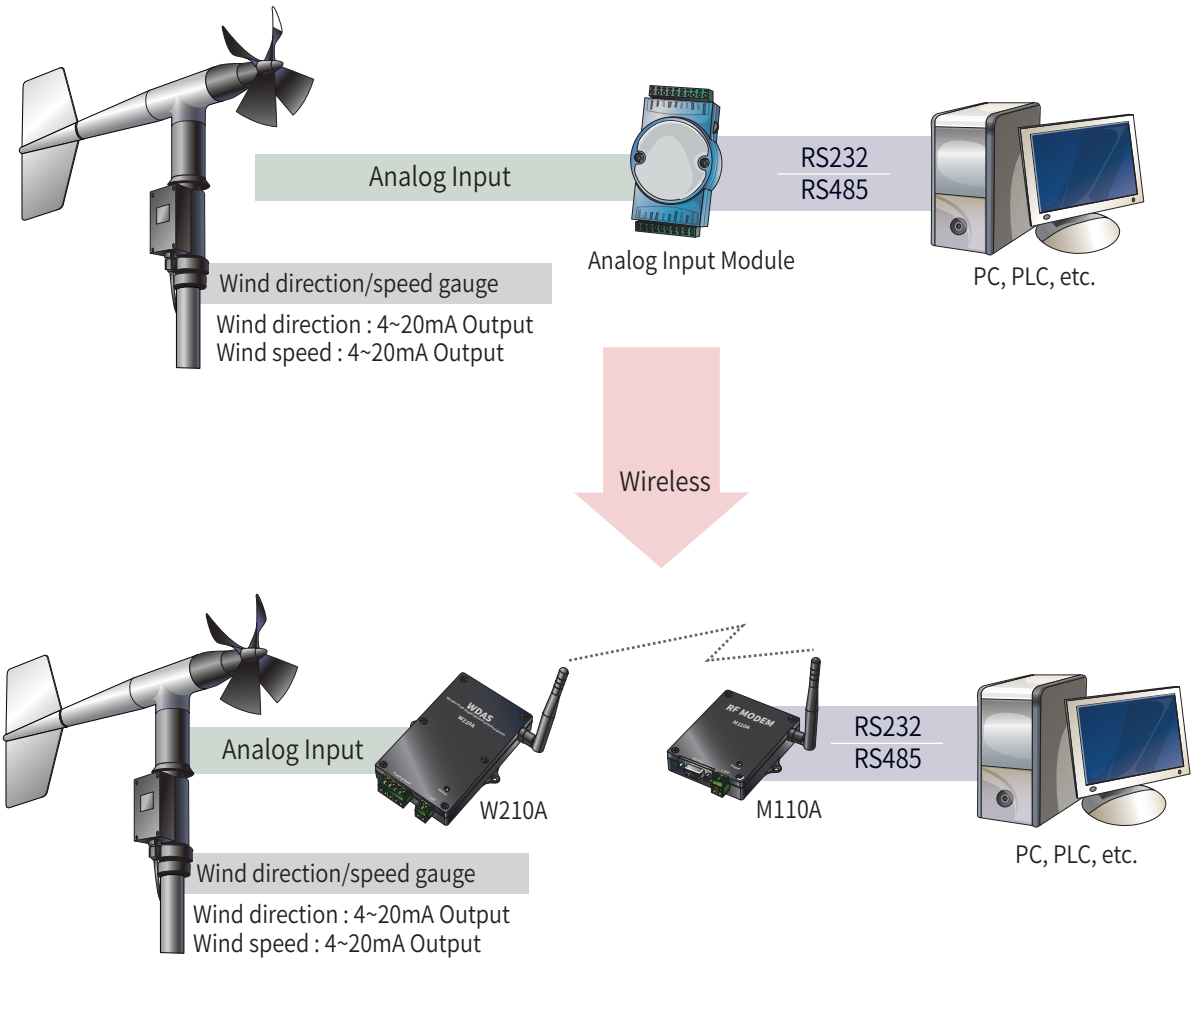 Analog Input
RS232
RS485
Analog Input Module
PC, PLC, etc.
Wind direction/speed gauge
Wind direction : 4~20mA Output
Wind speed : 4~20mA Output
Wireless
WDAS
W210A
RF MODEM
M110A
Analog Input
RS232
RS485
W210A
M110A
PC, PLC, etc.
Wind direction/speed gauge
Wind direction : 4~20mA Output
Wind speed : 4~20mA Output